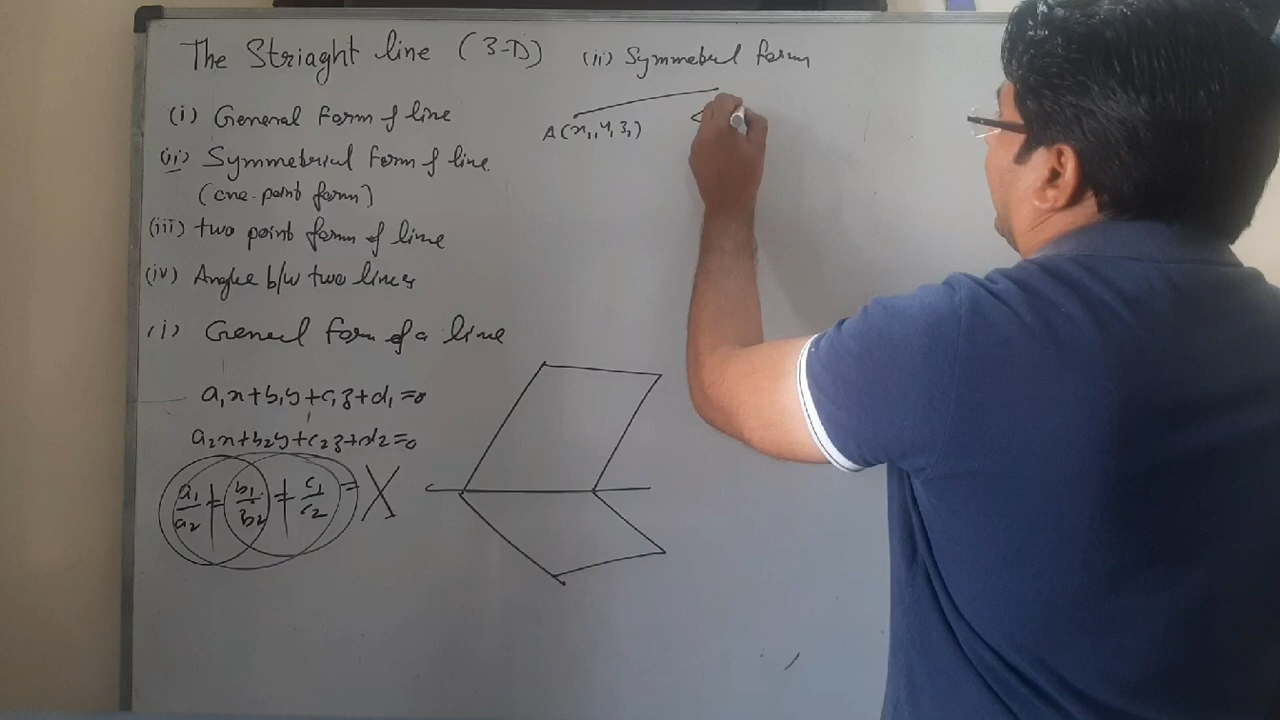 The Striaght line (3-D)
(i) General Form of line
(ii) Symmetrical Form of line
(one-point form)
(iii) two point form of line
(iv) Angle b/w two lines
(i) General form of a line
a₁x+b₁y+c₁z+d₁=0
a₂x+b₂y+c₂z+d₂=0
a₁/a₂ ≠ b₁/b₂ ≠ c₁/c₂ = X
(ii) Symmetrical form
A(x₁,y₁,z₁)